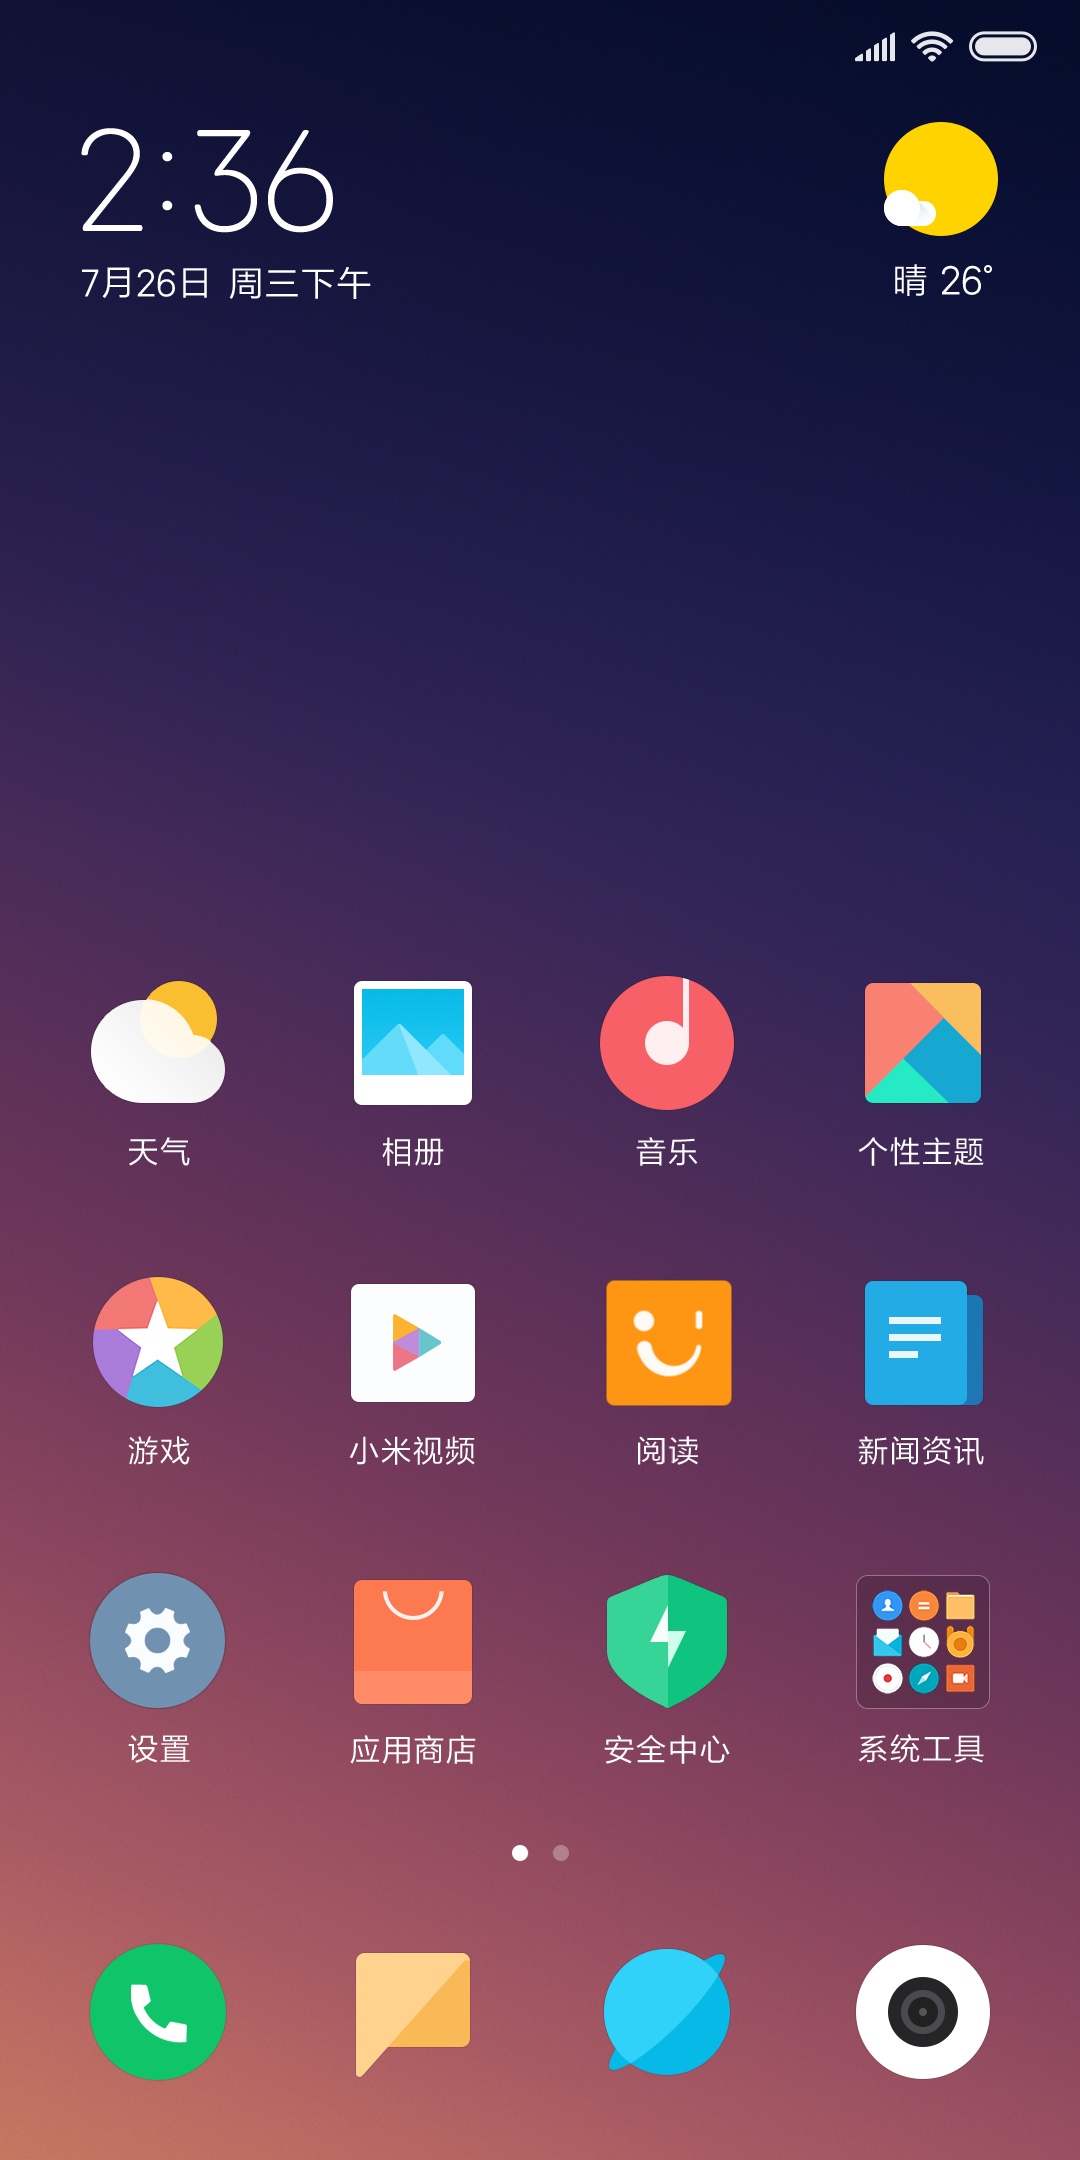 2:36
7月26日 周三下午
晴 26°
天气 相册 音乐 个性主题
游戏 小米视频 阅读 新闻资讯
设置 应用商店 安全中心 系统工具